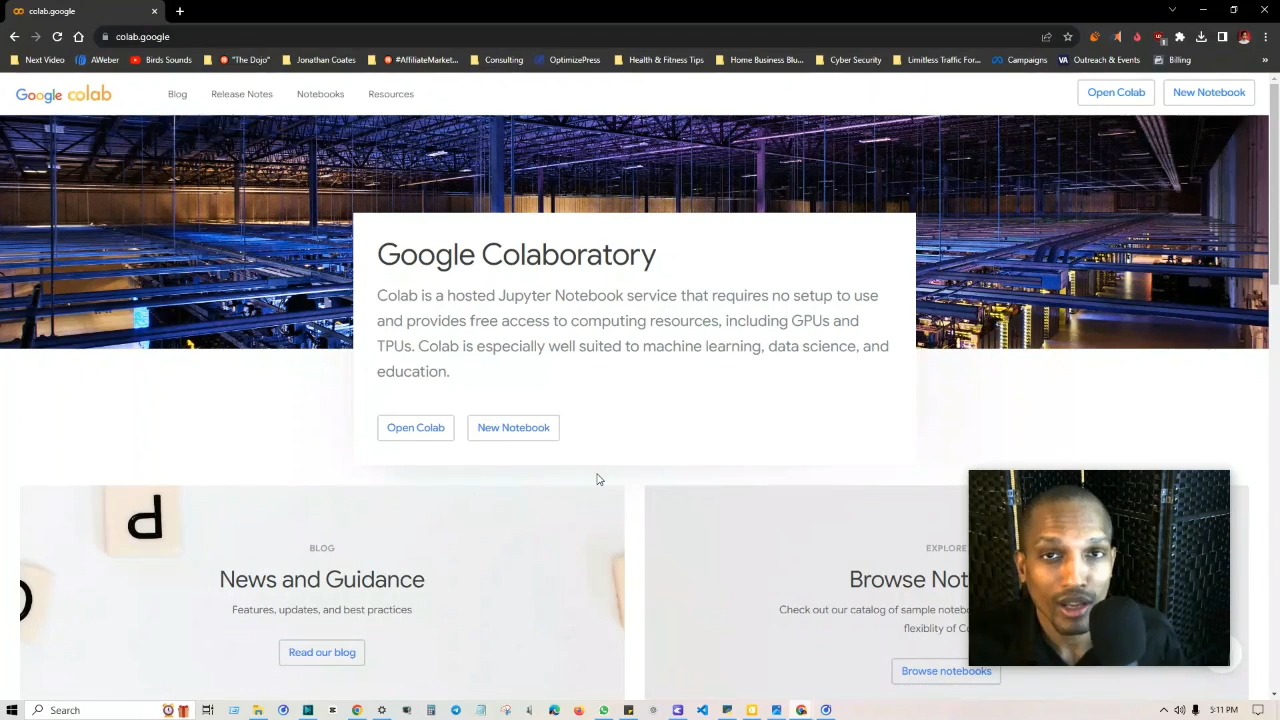 colab.google
colab.google
Next Video
AWeber
Birds Sounds
"The Dojo"
Jonathan Coates
#AffiliateMarket...
Consulting
OptimizePress
Health & Fitness Tips
Home Business Blu...
Cyber Security
Limitless Traffic For...
Campaigns
VA
Outreach & Events
Billing
Google colab
Blog
Release Notes
Notebooks
Resources
Open Colab
New Notebook
Google Colaboratory
Colab is a hosted Jupyter Notebook service that requires no setup to use
and provides free access to computing resources, including GPUs and
TPUs. Colab is especially well suited to machine learning, data science, and
education.
Open Colab
New Notebook
d
BLOG
News and Guidance
Features, updates, and best practices
Read our blog
EXPLORE
Browse Not
Check out our catalog of sample notebo
flexiblity of Co
Browse notebooks
Search
5:11 PM